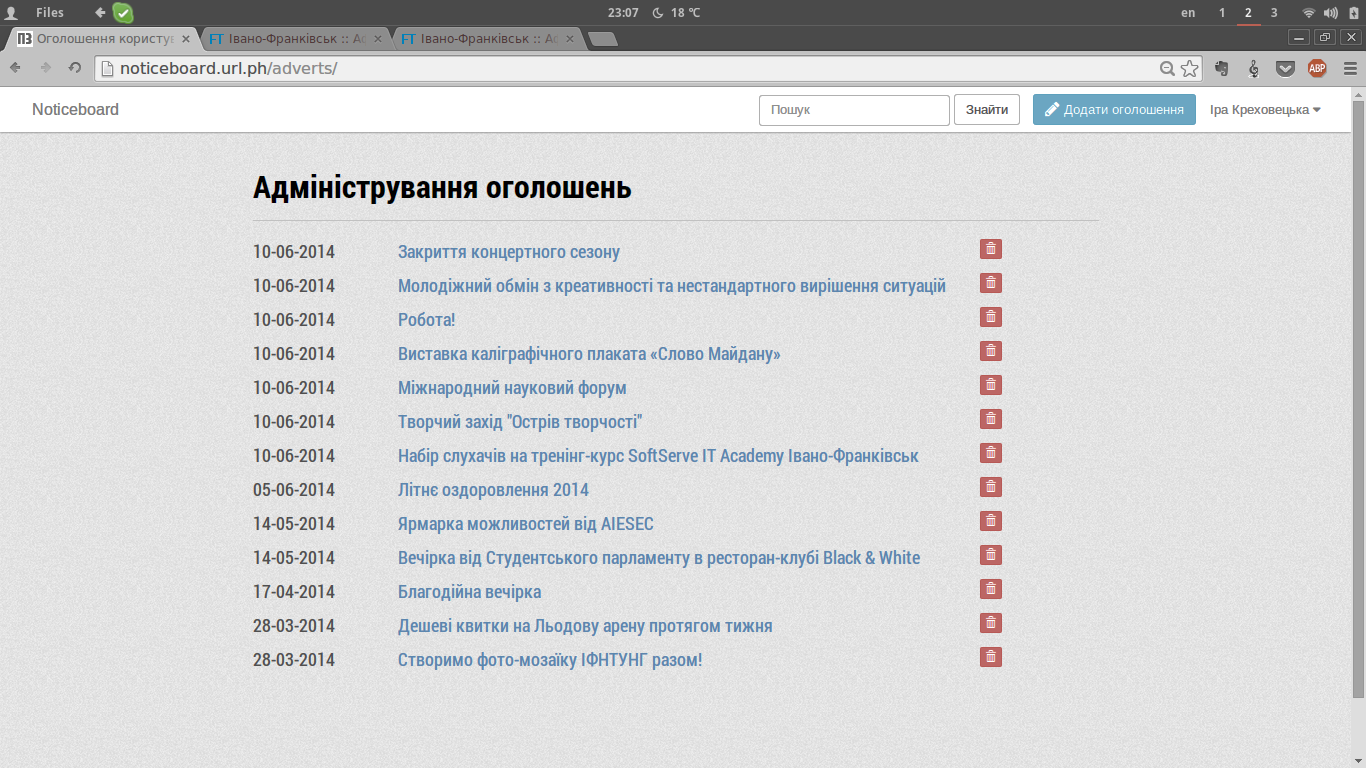 Files
23:07 18 ℃
en 1 2 3
Оголошення користув
FT Івано-Франківськ :: Ad
FT Івано-Франківськ :: Ad
noticeboard.url.ph/adverts/
ABP
Noticeboard
Пошук
Знайти
Додати оголошення
Іра Креховецька
Адміністрування оголошень
10-06-2014 Закриття концертного сезону
10-06-2014 Молодіжний обмін з креативності та нестандартного вирішення ситуацій
10-06-2014 Робота!
10-06-2014 Виставка каліграфічного плаката «Слово Майдану»
10-06-2014 Міжнародний науковий форум
10-06-2014 Творчий захід "Острів творчості"
10-06-2014 Набір слухачів на тренінг-курс SoftServe IT Academy Івано-Франківськ
05-06-2014 Літнє оздоровлення 2014
14-05-2014 Ярмарка можливостей від AIESEC
14-05-2014 Вечірка від Студентського парламенту в ресторан-клубі Black & White
17-04-2014 Благодійна вечірка
28-03-2014 Дешеві квитки на Льодову арену протягом тижня
28-03-2014 Створимо фото-мозаїку ІФНТУНГ разом!